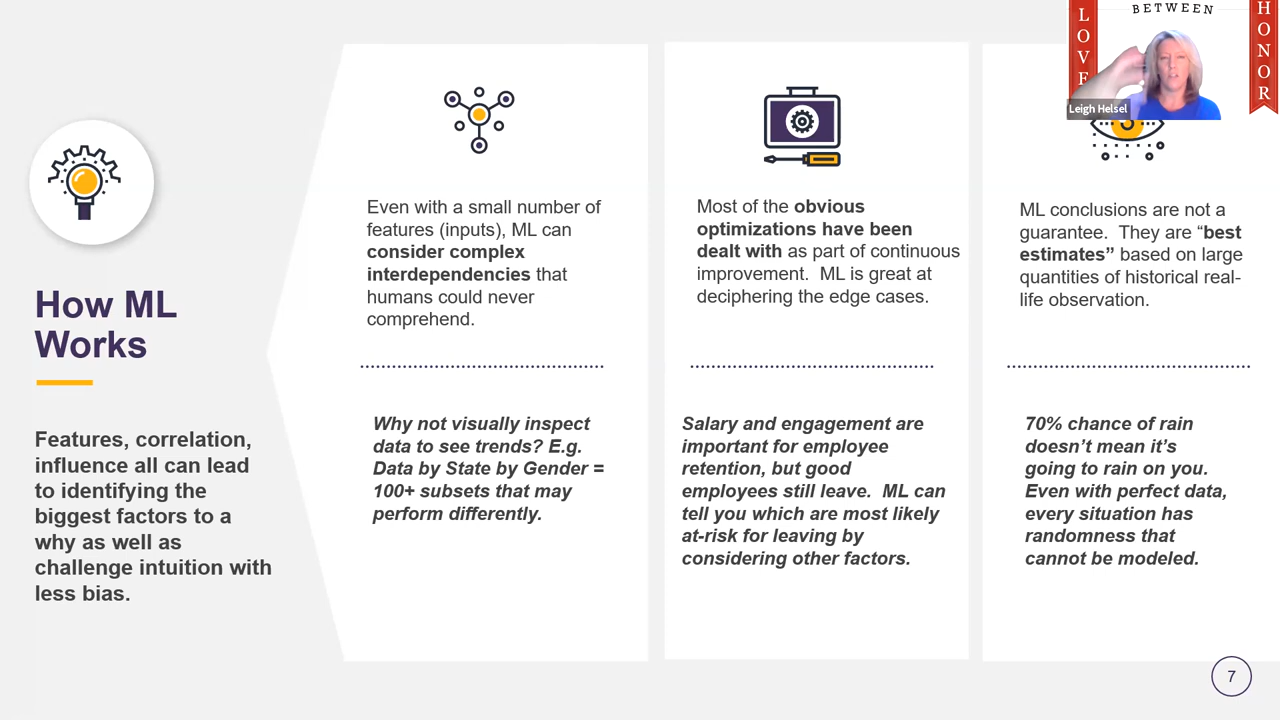 BETWEEN
LOVE
HONOR
Leigh Helsel
How ML
Works
Features, correlation,
influence all can lead
to identifying the
biggest factors to a
why as well as
challenge intuition with
less bias.
Even with a small number of
features (inputs), ML can
consider complex
interdependencies that
humans could never
comprehend.
Why not visually inspect
data to see trends? E.g.
Data by State by Gender =
100+ subsets that may
perform differently.
Most of the obvious
optimizations have been
dealt with as part of continuous
improvement.  ML is great at
deciphering the edge cases.
Salary and engagement are
important for employee
retention, but good
employees still leave.  ML can
tell you which are most likely
at-risk for leaving by
considering other factors.
ML conclusions are not a
guarantee.  They are “best
estimates” based on large
quantities of historical real-
life observation.
70% chance of rain
doesn’t mean it’s
going to rain on you.
Even with perfect data,
every situation has
randomness that
cannot be modeled.
7